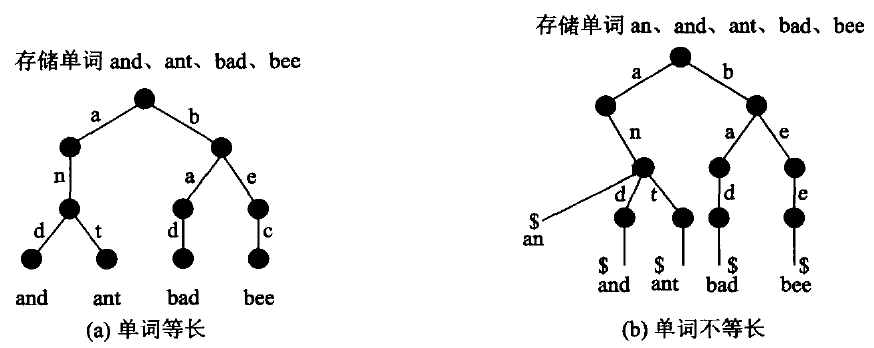 存储单词 and、ant、bad、bee
a
b
n
a
e
d
t
d
c
and
ant
bad
bee
(a) 单词等长
存储单词 an、and、ant、bad、bee
a
b
n
a
e
d
t
d
e
$
an
$
and
$
ant
$
bad
$
bee
(b) 单词不等长